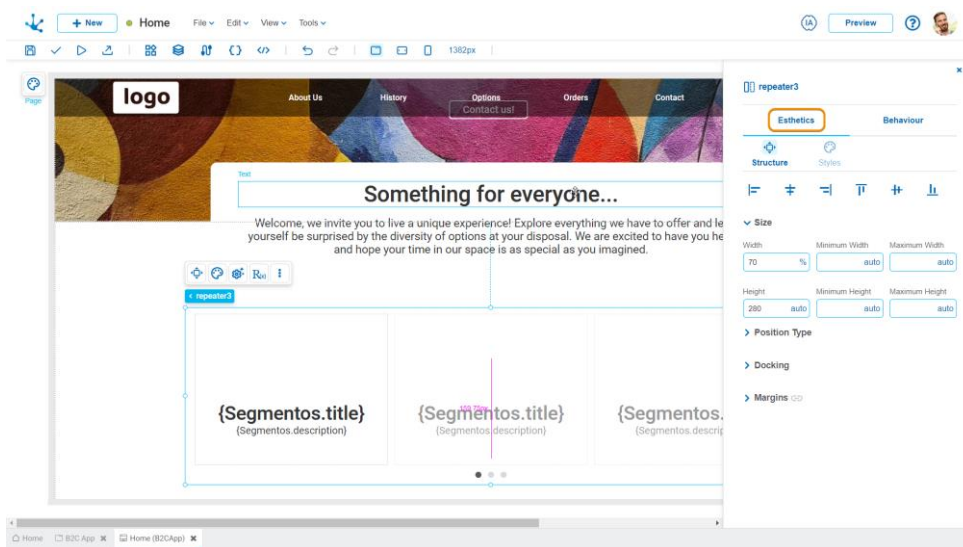 + New
Home
File
Edit
View
Tools
IA
Preview
?
1382px
Page
logo
About Us
History
Options
Orders
Contact
Contact us!
Text
Something for everyone...
Welcome, we invite you to live a unique experience! Explore everything we have to offer and le
yourself be surprised by the diversity of options at your disposal. We are excited to have you he
and hope your time in our space is as special as you imagined.
R
< repeater3
{Segmentos.title}
{Segmentos.description}
{Segmentos.title}
{Segmentos.description}
{Segmentos.
{Segmentos.descrip
repeater3
Esthetics
Behaviour
Structure
Styles
Size
Width
Minimum Width
Maximum Width
70 %
auto
auto
Height
Minimum Height
Maximum Height
280 auto
auto
auto
Position Type
Docking
Margins
Home
B2C App
Home (B2CApp)